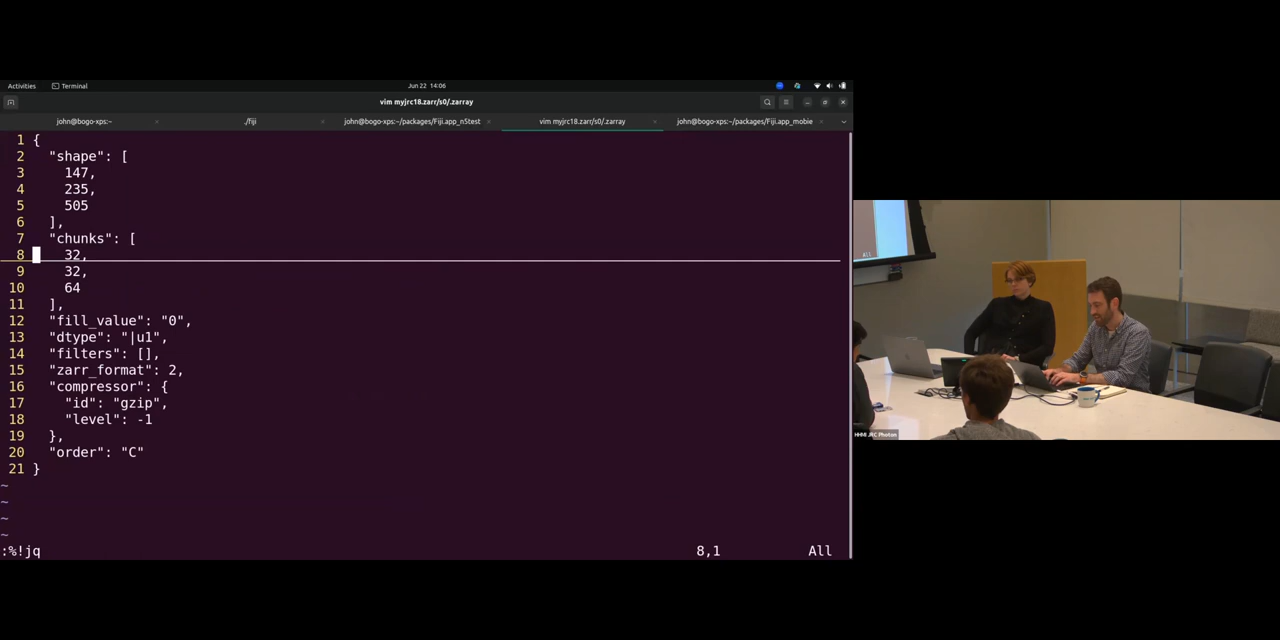 Activities
Terminal
Jun 22 14:06
vim myjrc18.zarr/s0/.zarray
john@bogo-xps:~
./fiji
john@bogo-xps:~/packages/Fiji.app_n5test
vim myjrc18.zarr/s0/.zarray
john@bogo-xps:~/packages/Fiji.app_mobie
1 {
2 "shape": [
3 147,
4 235,
5 505
6 ],
7 "chunks": [
8 32,
9 32,
10 64
11 ],
12 "fill_value": "0",
13 "dtype": "|u1",
14 "filters": [],
15 "zarr_format": 2,
16 "compressor": {
17 "id": "gzip",
18 "level": -1
19 },
20 "order": "C"
21 }
~
~
~
~
:%!jq 8,1 All
HHMI JRC Photon